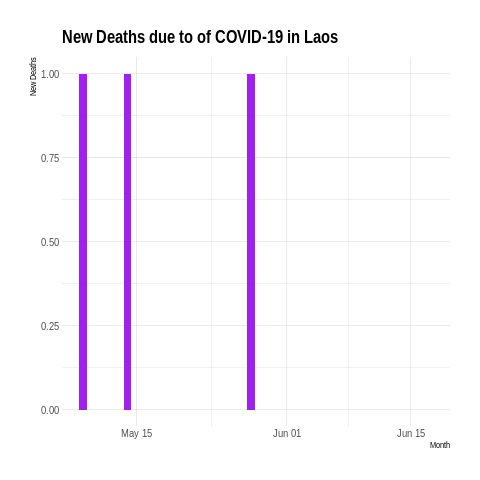 New Deaths due to of COVID-19 in Laos
New Deaths
1.00
0.75
0.50
0.25
0.00
May 15
Jun 01
Jun 15
Month